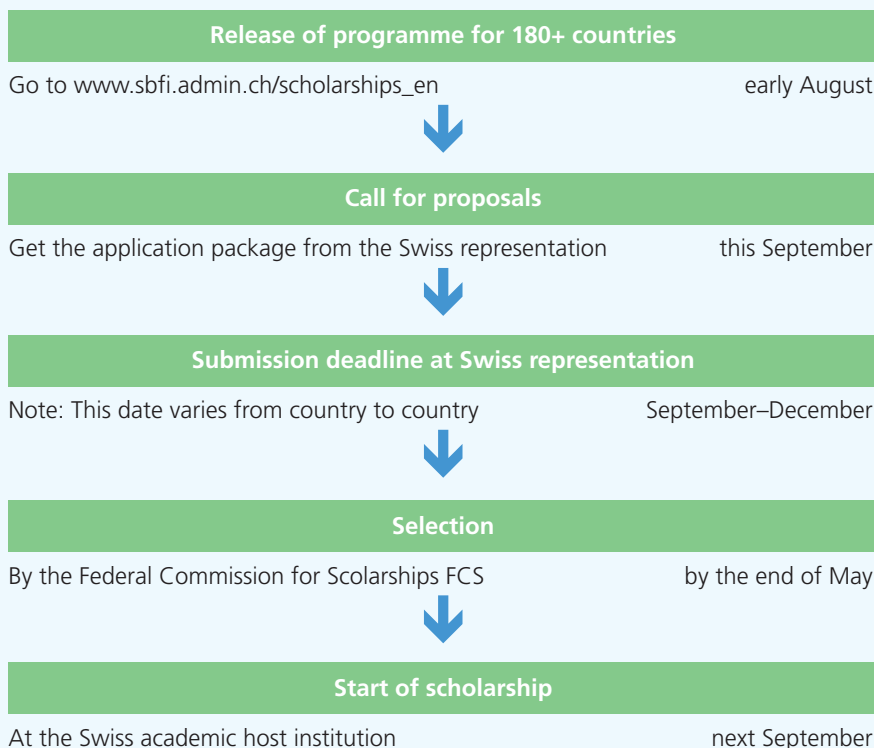 Release of programme for 180+ countries
Go to www.sbfi.admin.ch/scholarships_en early August
Call for proposals
Get the application package from the Swiss representation this September
Submission deadline at Swiss representation
Note: This date varies from country to country September–December
Selection
By the Federal Commission for Scolarships FCS by the end of May
Start of scholarship
At the Swiss academic host institution next September